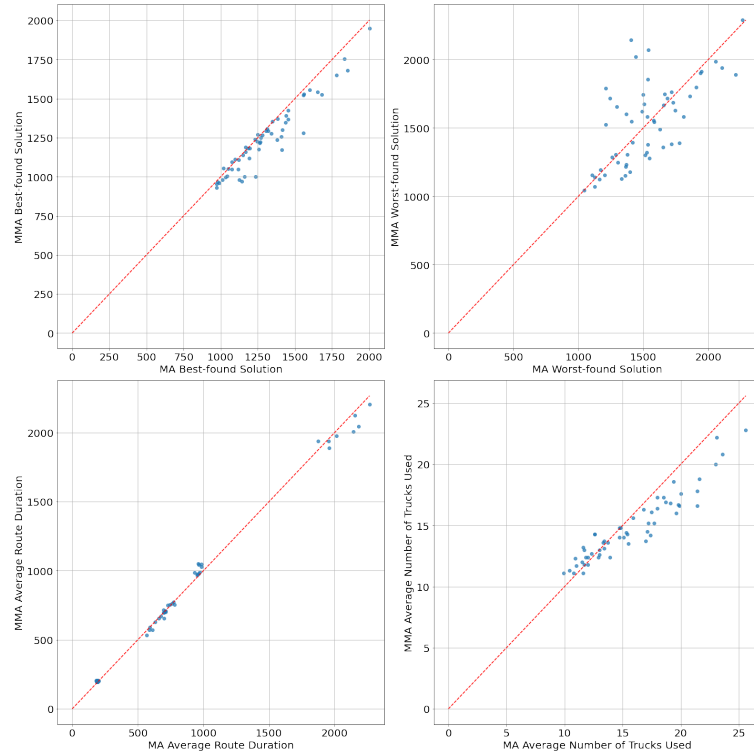 MMA Best-found Solution
2000
1750
1500
1250
1000
750
500
250
0
0 250 500 750 1000 1250 1500 1750 2000
MA Best-found Solution
MMA Worst-found Solution
2000
1500
1000
500
0
0 500 1000 1500 2000
MA Worst-found Solution
MMA Average Route Duration
2000
1500
1000
500
0
0 500 1000 1500 2000
MA Average Route Duration
MMA Average Number of Trucks Used
25
20
15
10
5
0
0 5 10 15 20 25
MA Average Number of Trucks Used